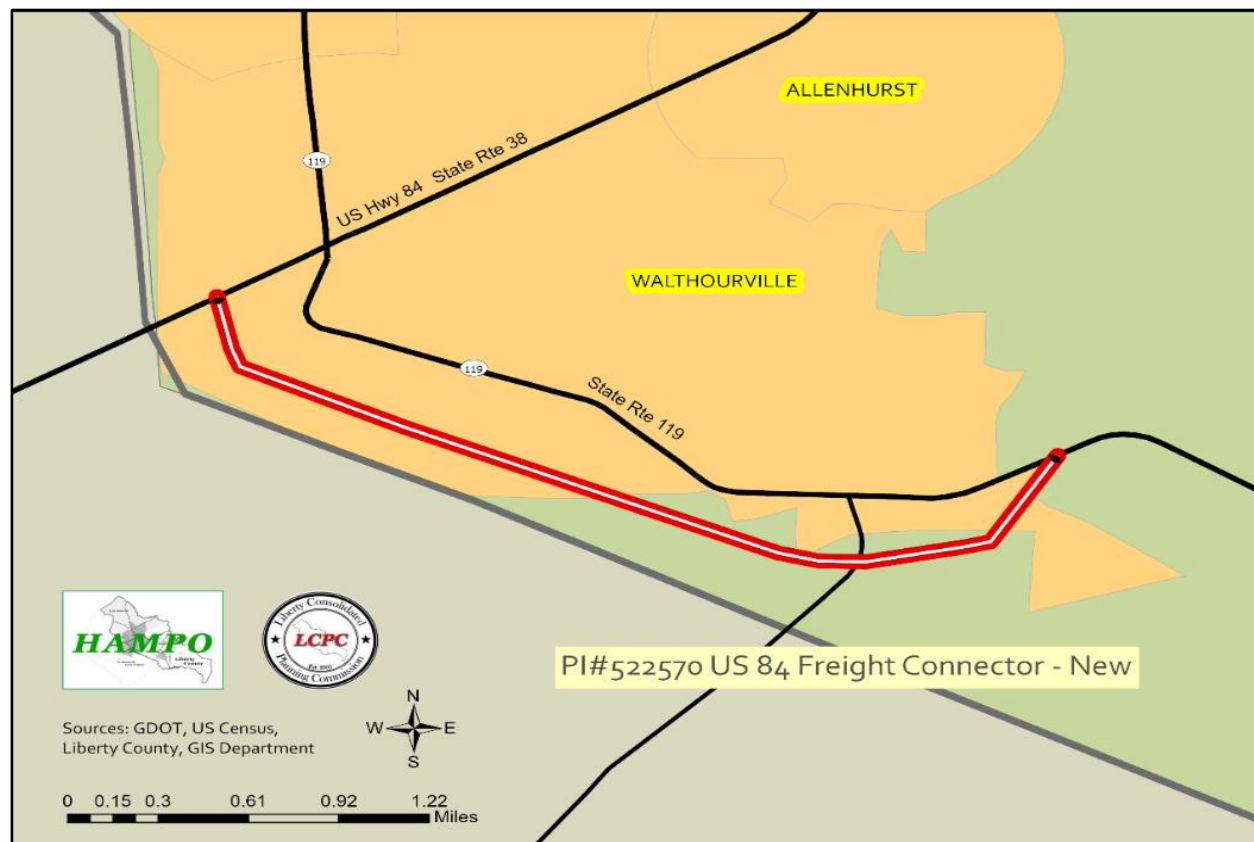 ALLENHURST
119
US Hwy 84 State Rte 38
WALTHOURVILLE
119
State Rte 119
HAMPO
Liberty Consolidated
LCPC
Planning Commission
PI#522570 US 84 Freight Connector - New
N
W E
S
Sources: GDOT, US Census,
Liberty County, GIS Department
0 0.15 0.3 0.61 0.92 1.22
Miles